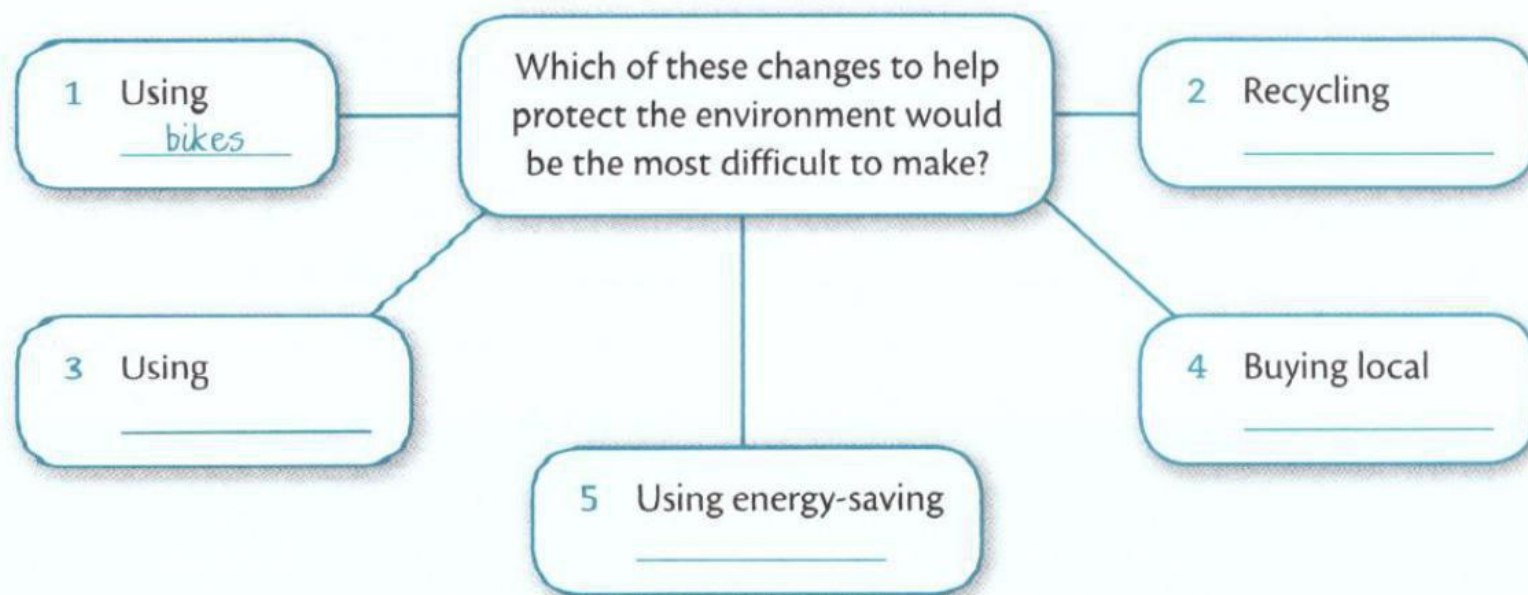 1 Using
bikes
Which of these changes to help
protect the environment would
be the most difficult to make?
2 Recycling
3 Using
4 Buying local
5 Using energy-saving